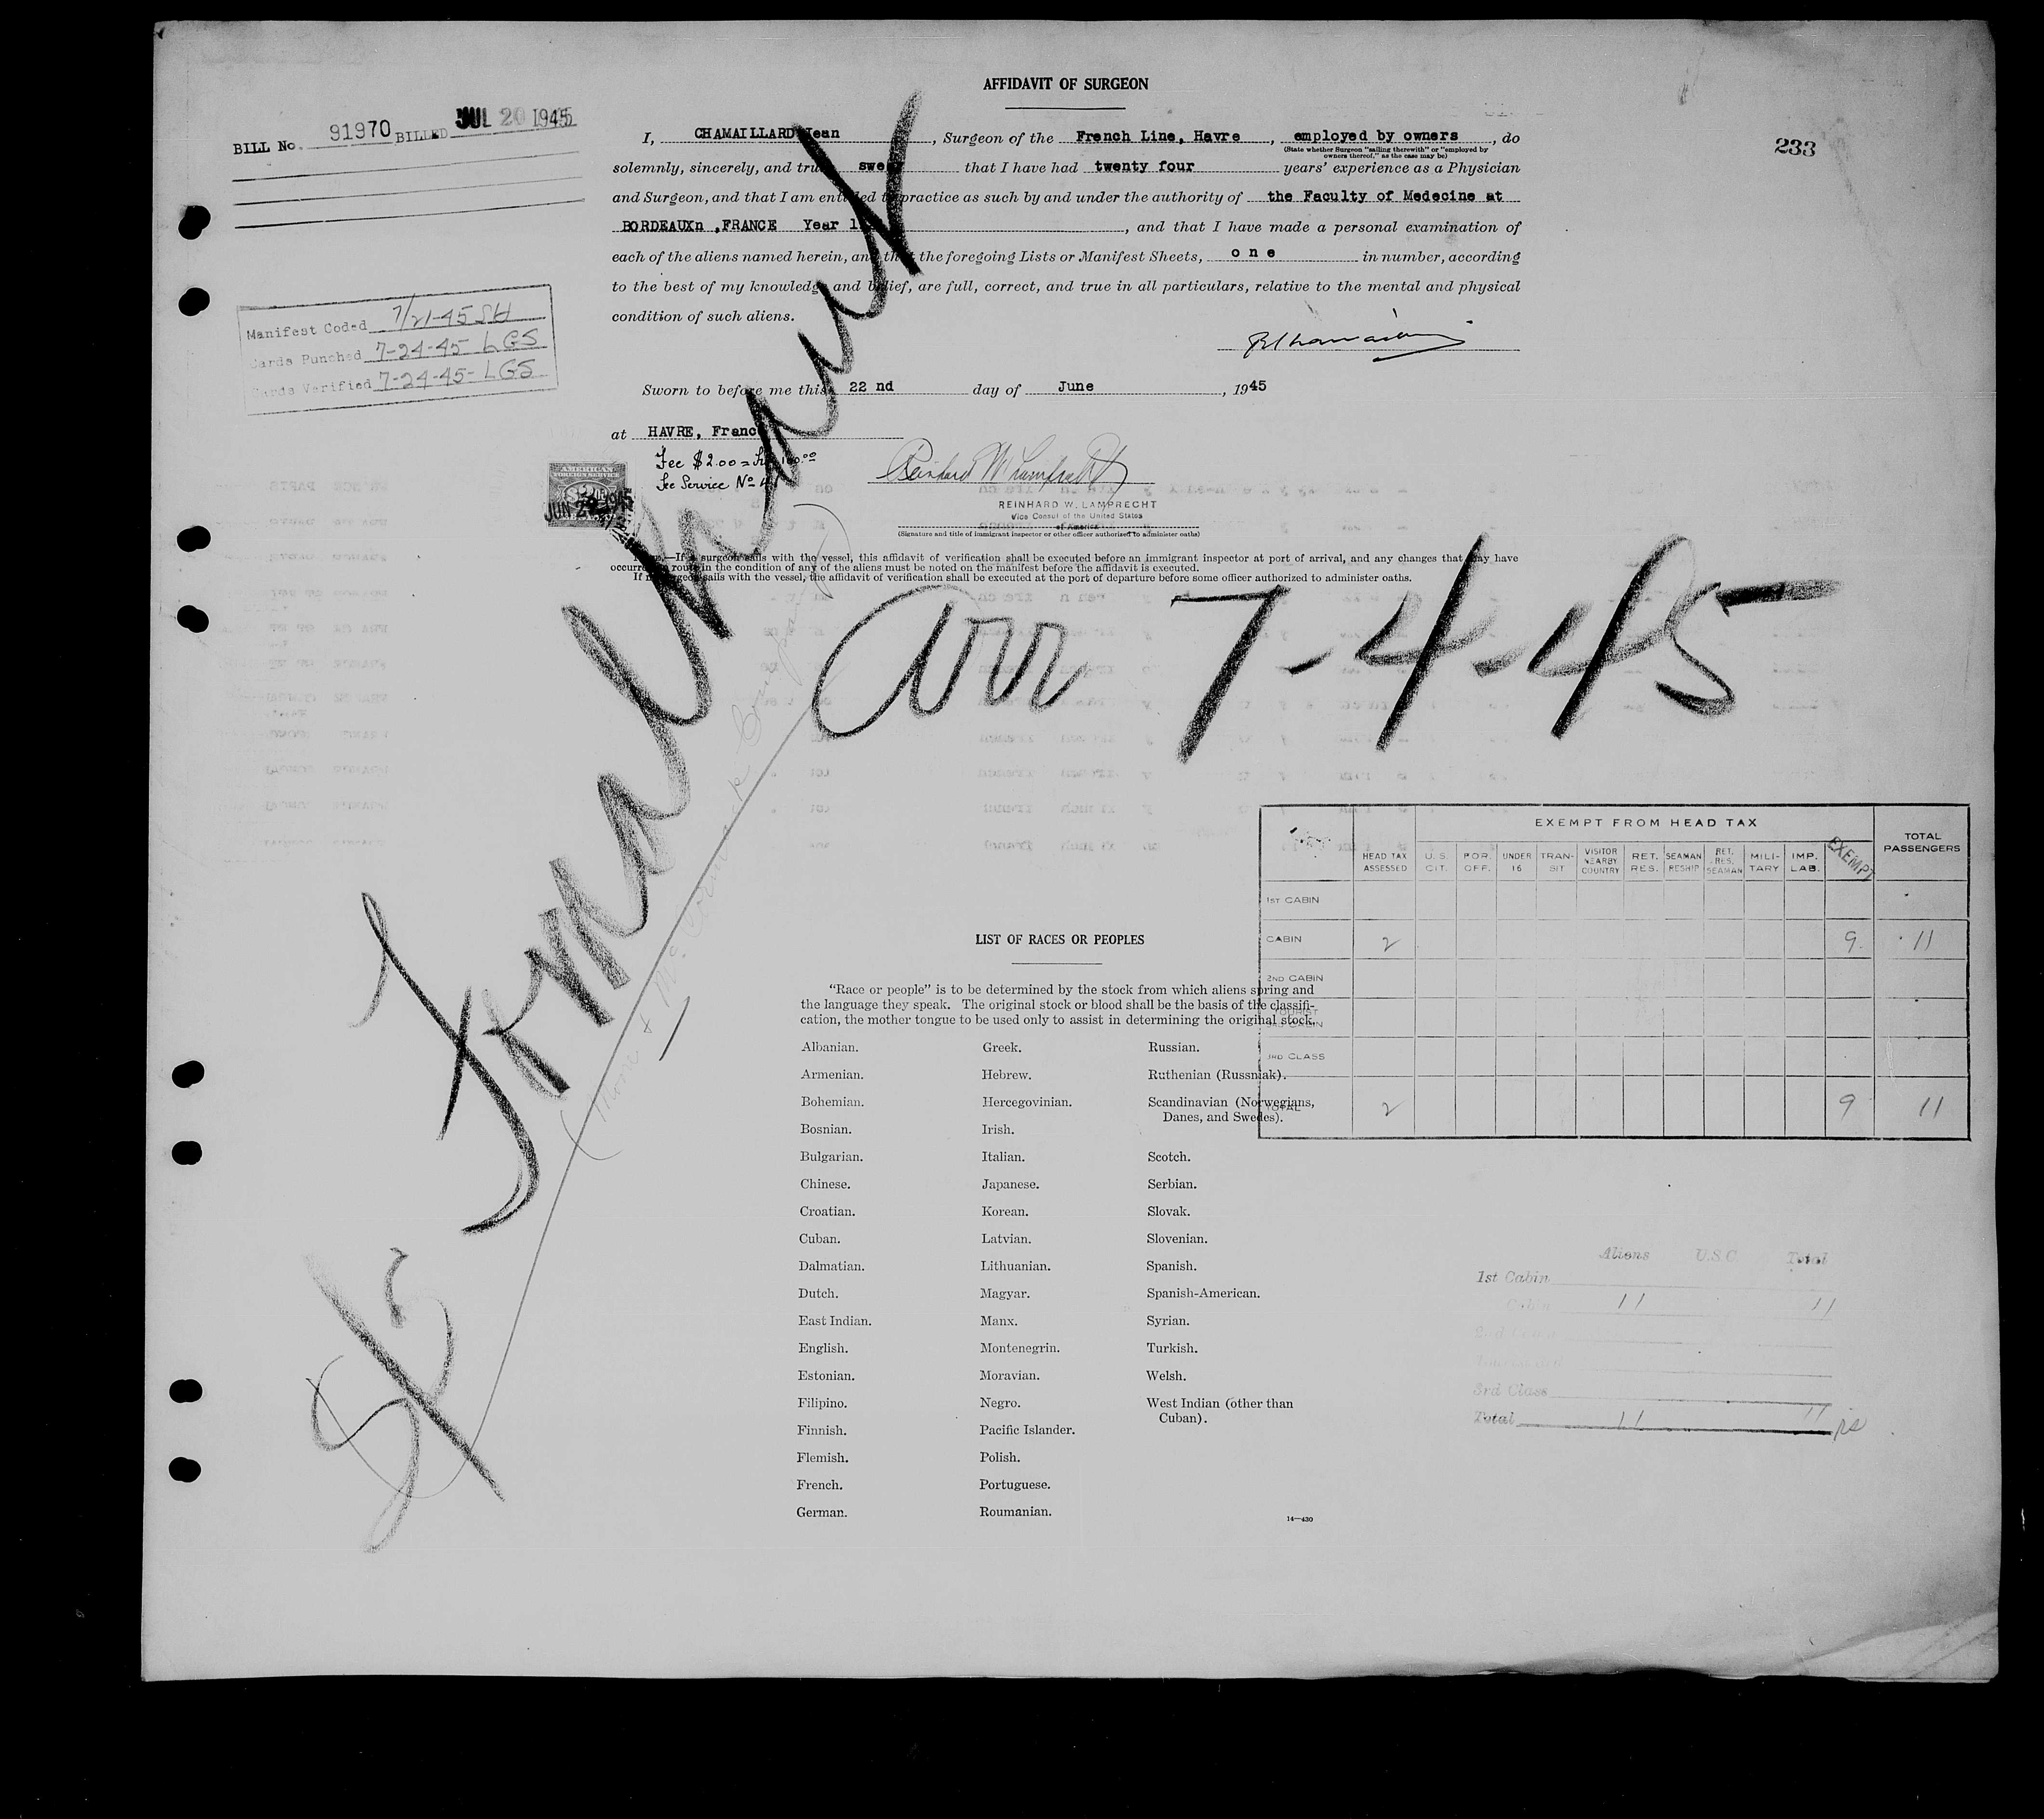 AFFIDAVIT OF SURGEON
BILL No. 91970 BILLED JUL 20 1945
233
I, CHAMAILLARD Jean, Surgeon of the French Line, Havre, employed by owners, do
(State whether Surgeon "sailing therewith" or "employed by
owners thereof," as the case may be)
solemnly, sincerely, and truly swear that I have had twenty four years' experience as a Physician
and Surgeon, and that I am entitled to practice as such by and under the authority of the Faculty of Medecine at
BORDEAUXn ,FRANCE Year, and that I have made a personal examination of
each of the aliens named herein, and that the foregoing Lists or Manifest Sheets, o n e in number, according
to the best of my knowledge and belief, are full, correct, and true in all particulars, relative to the mental and physical
condition of such aliens.
Manifest Coded 7/21-45 SH
Cards Punched 7-24-45 LGS
Cards Verified 7-24-45- LGS
Sworn to before me this 22 nd day of June, 1945
at HAVRE, France
Fee $2.00 =
See Service No
AMERICAN
FOREIGN SERVICE
JUN 22 1945
Reinhard W. Lamprecht
REINHARD W. LAMPRECHT
Vice Consul of the United States
of America
(Signature and title of immigrant inspector or other officer authorized to administer oaths)
—If a surgeon sails with the vessel, this affidavit of verification shall be executed before an immigrant inspector at port of arrival, and any changes that may have
occurred en route in the condition of any of the aliens must be noted on the manifest before the affidavit is executed.
If no surgeon sails with the vessel, the affidavit of verification shall be executed at the port of departure before some officer authorized to administer oaths.
Arr 7-4-45
S/S
EXEMPT FROM HEAD TAX
HEAD TAX ASSESSED U.S. CIT. FOR. OFF. UNDER 16 TRAN-SIT VISITOR NEARBY COUNTRY RET. RES. SEAMAN RESHIP RET. RES. SEAMAN MILI-TARY IMP. LAB. EXEMPT TOTAL PASSENGERS
1ST CABIN
CABIN 2 9 11
2ND CABIN
TOURIST
3RD CABIN
3RD CLASS
TOTAL 2 9 11
LIST OF RACES OR PEOPLES
"Race or people" is to be determined by the stock from which aliens spring and
the language they speak. The original stock or blood shall be the basis of the classifi-
cation, the mother tongue to be used only to assist in determining the original stock.
Albanian.
Armenian.
Bohemian.
Bosnian.
Bulgarian.
Chinese.
Croatian.
Cuban.
Dalmatian.
Dutch.
East Indian.
English.
Estonian.
Filipino.
Finnish.
Flemish.
French.
German.
Greek.
Hebrew.
Hercegovinian.
Irish.
Italian.
Japanese.
Korean.
Latvian.
Lithuanian.
Magyar.
Manx.
Montenegrin.
Moravian.
Negro.
Pacific Islander.
Polish.
Portuguese.
Roumanian.
Russian.
Ruthenian (Russniak).
Scandinavian (Norwegians,
Danes, and Swedes).
Scotch.
Serbian.
Slovak.
Slovenian.
Spanish.
Spanish-American.
Syrian.
Turkish.
Welsh.
West Indian (other than
Cuban).
14—430
Aliens U.S.C. Total
1st Cabin
Cabin 11 11
2nd Cabin
3rd Class
Total 11 11